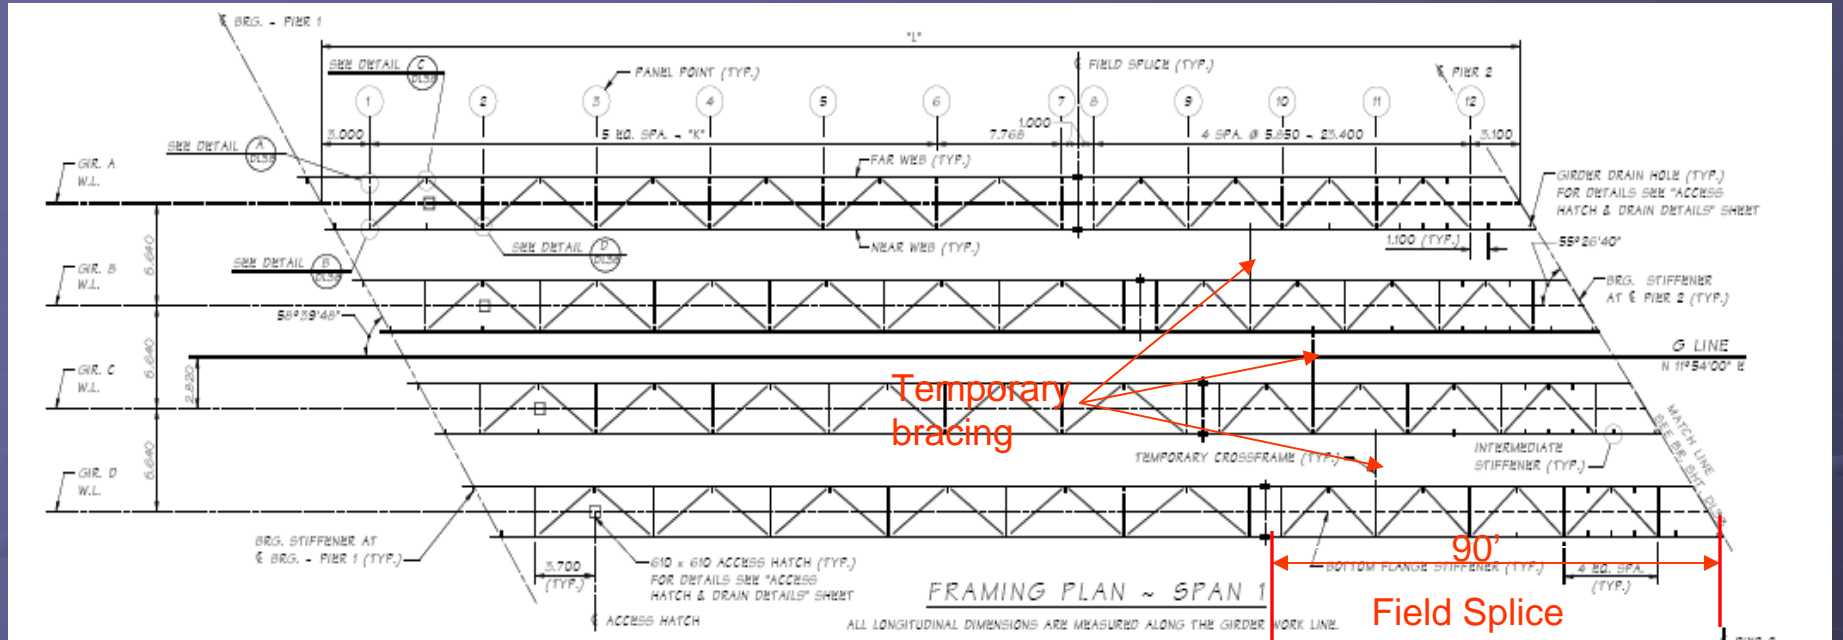 ℄ BRG. - PIER 1
"L"
SEE DETAIL C DL38
PANEL POINT (TYP.)
℄ FIELD SPLICE (TYP.)
℄ PIER 2
1 2 3 4 5 6 7 8 9 10 11 12
3.000
5 EQ. SPA. - "K"
7.768
1.000
4 SPA. @ 5.850 - 23.400
3.100
SEE DETAIL A
GIR. A
W.L.
FAR WEB (TYP.)
GIRDER DRAIN HOLE (TYP.)
FOR DETAILS SEE "ACCESS
HATCH & DRAIN DETAILS" SHEET
SEE DETAIL D
NEAR WEB (TYP.)
1.100 (TYP.)
55°26'40"
SEE DETAIL B
GIR. B
W.L.
6.640
BRG. STIFFENER
AT ℄ PIER 2 (TYP.)
58°39'48"
G LINE
N 11°54'00" E
GIR. C
W.L.
6.640
2.820
Temporary
bracing
MATCH LINE
TEMPORARY CROSSFRAME (TYP.)
INTERMEDIATE
STIFFENER (TYP.)
GIR. D
W.L.
6.640
BRG. STIFFENER AT
℄ BRG. - PIER 1 (TYP.)
3.700
(TYP.)
610 x 610 ACCESS HATCH (TYP.)
FOR DETAILS SEE "ACCESS
HATCH & DRAIN DETAILS" SHEET
90'
BOTTOM FLANGE STIFFENER (TYP.)
4 EQ. SPA.
(TYP.)
FRAMING PLAN ~ SPAN 1
Field Splice
℄ ACCESS HATCH
ALL LONGITUDINAL DIMENSIONS ARE MEASURED ALONG THE GIRDER WORK LINE.